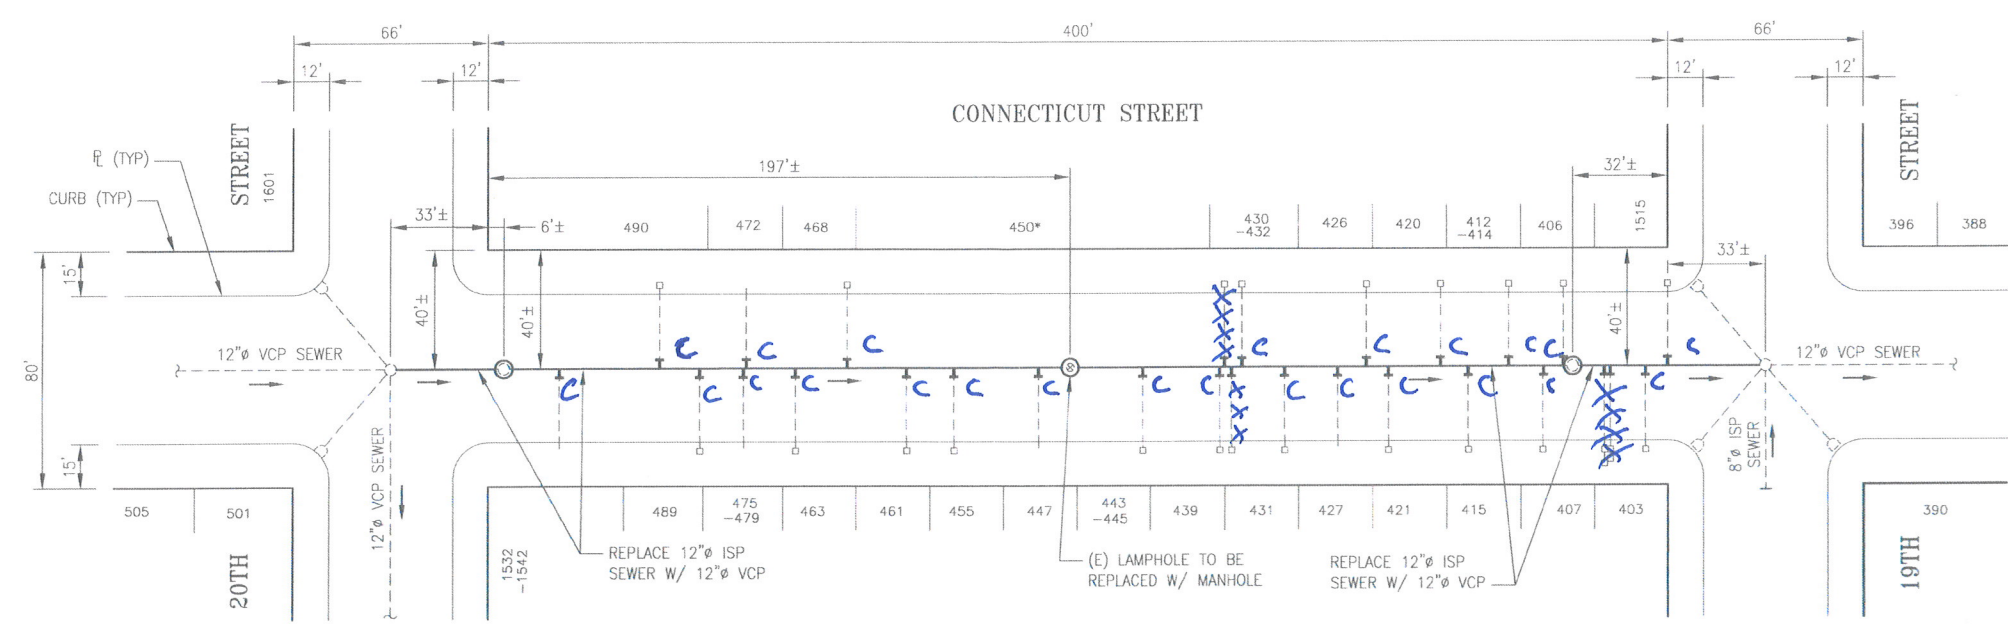 66'
400'
66'
12'
12'
12'
12'
CONNECTICUT STREET
STREET
1601
STREET
℄ (TYP)
CURB (TYP)
197'±
32'±
33'±
6'±
490
472
468
450*
430
-432
426
420
412
-414
406
1515
396
388
33'±
15'
40'±
40'±
40'±
80'
12"ø VCP SEWER
12"ø VCP SEWER
C C C C C C C C C
X X X X
C C C C C C C C C C C C C C C
X X X
X X X X
15'
12"ø VCP SEWER
8"ø ISP
SEWER
505
501
489
475
-479
463
461
455
447
443
-445
439
431
427
421
415
407
403
390
20TH
1532
-1542
REPLACE 12"ø ISP
SEWER W/ 12"ø VCP
(E) LAMPHOLE TO BE
REPLACED W/ MANHOLE
S
REPLACE 12"ø ISP
SEWER W/ 12"ø VCP
19TH